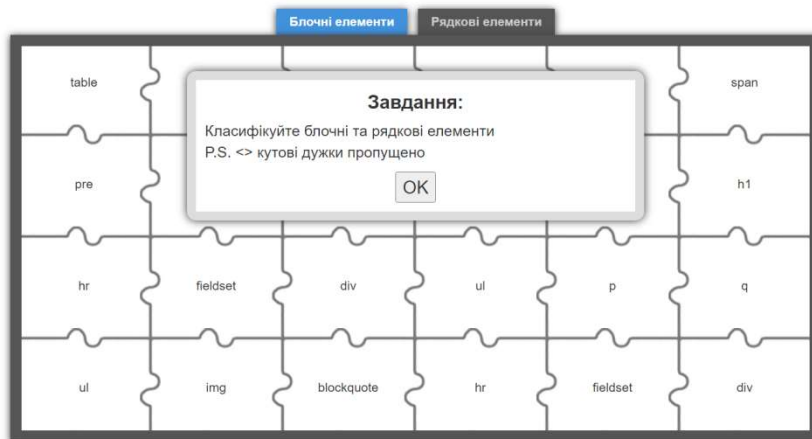 Блочні елементи Рядкові елементи
table span
Завдання:
Класифікуйте блочні та рядкові елементи
P.S. <> кутові дужки пропущено
OK
pre h1
hr fieldset div ul p q
ul img blockquote hr fieldset div